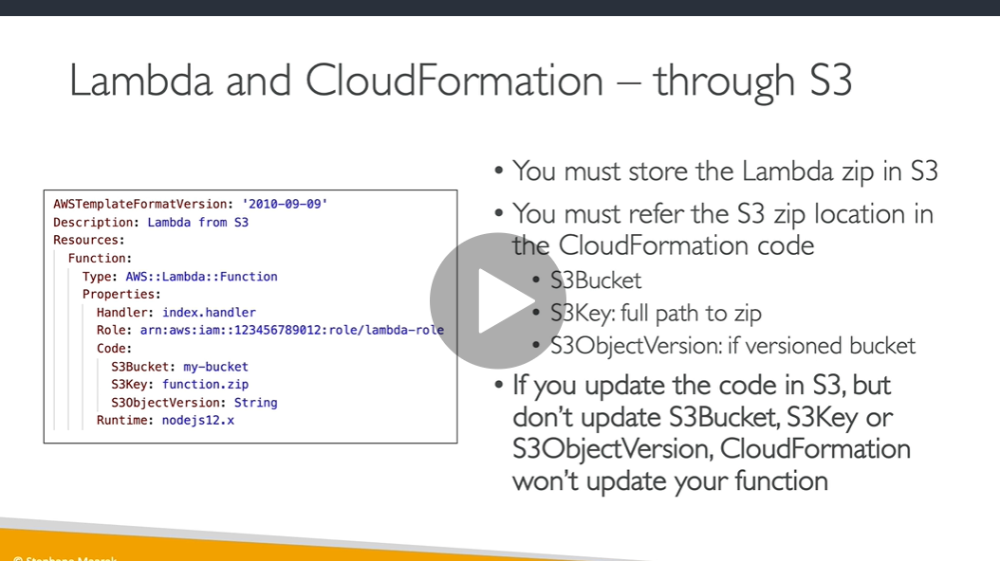 Lambda and CloudFormation – through S3
AWSTemplateFormatVersion: '2010-09-09'
Description: Lambda from S3
Resources:
Function:
Type: AWS::Lambda::Function
Properties:
Handler: index.handler
Role: arn:aws:iam::123456789012:role/lambda-role
Code:
S3Bucket: my-bucket
S3Key: function.zip
S3ObjectVersion: String
Runtime: nodejs12.x
• You must store the Lambda zip in S3
• You must refer the S3 zip location in
the CloudFormation code
• S3Bucket
• S3Key: full path to zip
• S3ObjectVersion: if versioned bucket
• If you update the code in S3, but
don't update S3Bucket, S3Key or
S3ObjectVersion, CloudFormation
won't update your function